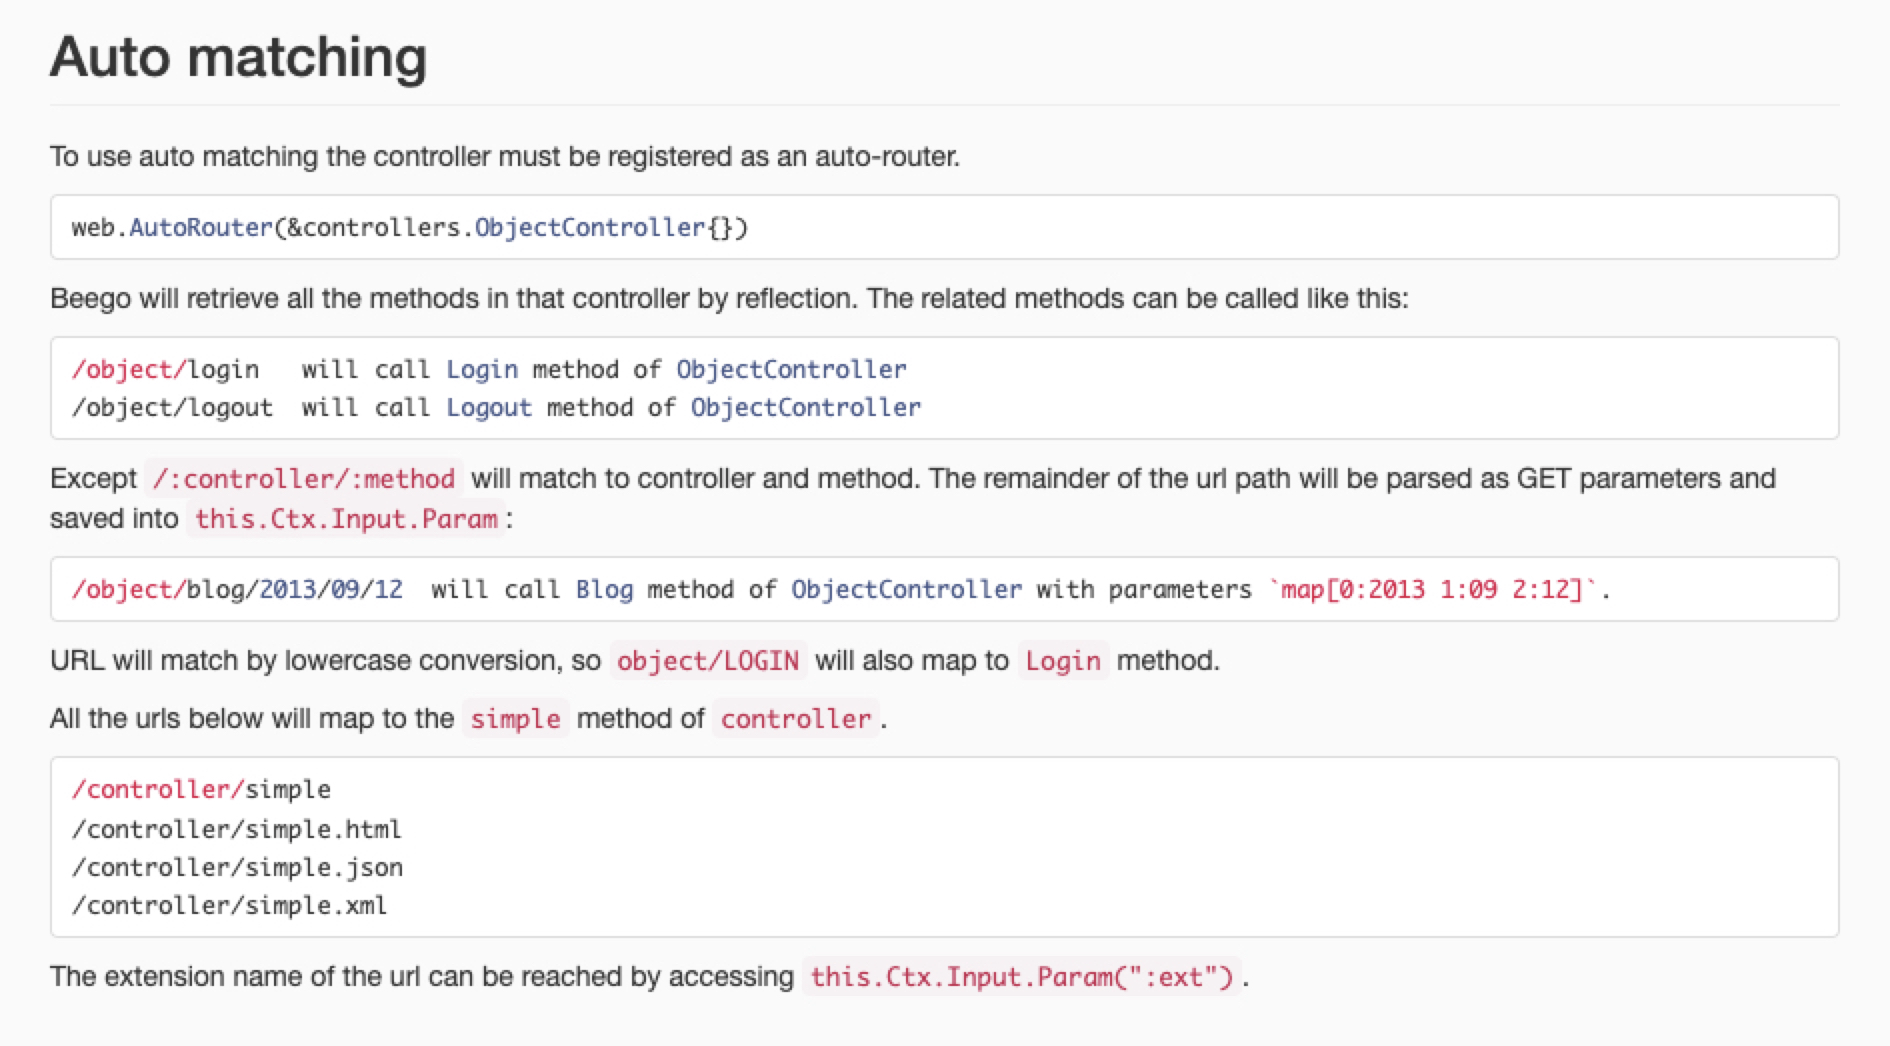 Auto matching
To use auto matching the controller must be registered as an auto-router.
web.AutoRouter(&controllers.ObjectController{})
Beego will retrieve all the methods in that controller by reflection. The related methods can be called like this:
/object/login   will call Login method of ObjectController
/object/logout  will call Logout method of ObjectController
Except /:controller/:method will match to controller and method. The remainder of the url path will be parsed as GET parameters and
saved into this.Ctx.Input.Param :
/object/blog/2013/09/12  will call Blog method of ObjectController with parameters `map[0:2013 1:09 2:12]`.
URL will match by lowercase conversion, so object/LOGIN will also map to Login method.
All the urls below will map to the simple method of controller .
/controller/simple
/controller/simple.html
/controller/simple.json
/controller/simple.xml
The extension name of the url can be reached by accessing this.Ctx.Input.Param(":ext") .